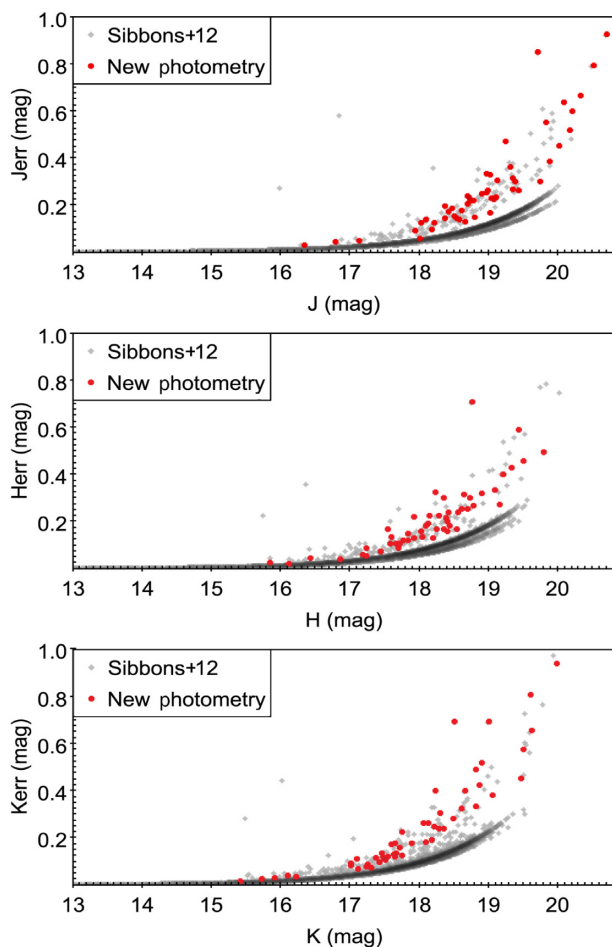 1.0
Sibbons+12
New photometry
0.8
0.6
0.4
0.2
Jerr (mag)
13 14 15 16 17 18 19 20
J (mag)
1.0
Sibbons+12
New photometry
0.8
0.6
0.4
0.2
Herr (mag)
13 14 15 16 17 18 19 20
H (mag)
1.0
Sibbons+12
New photometry
0.8
0.6
0.4
0.2
Kerr (mag)
13 14 15 16 17 18 19 20
K (mag)